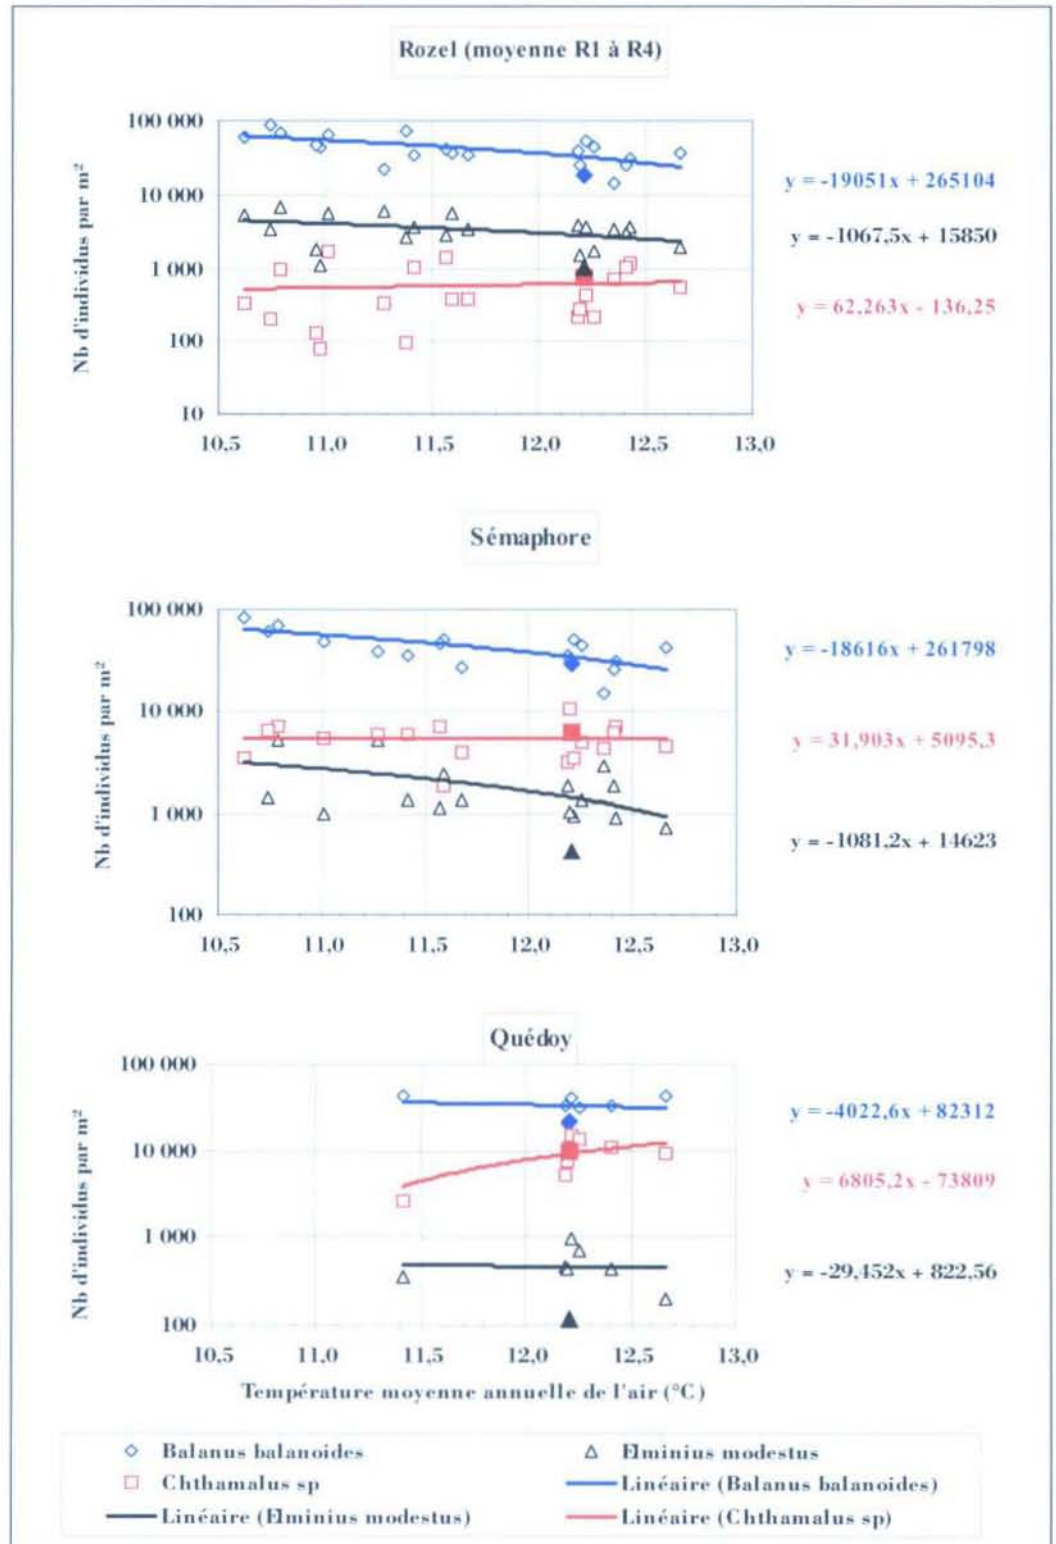 Rozel (moyenne R1 à R4)
Nb d'individus par m²
100 000
10 000
1 000
100
10
10,5 11,0 11,5 12,0 12,5 13,0
y = -19051x + 265104
y = -1067,5x + 15850
y = 62,263x - 136,25
Sémaphore
Nb d'individus par m²
100 000
10 000
1 000
100
10,5 11,0 11,5 12,0 12,5 13,0
y = -18616x + 261798
y = 31,903x + 5095,3
y = -1081,2x + 14623
Quédoy
Nb d'individus par m²
100 000
10 000
1 000
100
10,5 11,0 11,5 12,0 12,5 13,0
y = -4022,6x + 82312
y = 6805,2x - 73809
y = -29,452x + 822,56
Température moyenne annuelle de l'air (°C)
Balanus balanoides
Elminius modestus
Chthamalus sp
Linéaire (Balanus balanoides)
Linéaire (Elminius modestus)
Linéaire (Chthamalus sp)